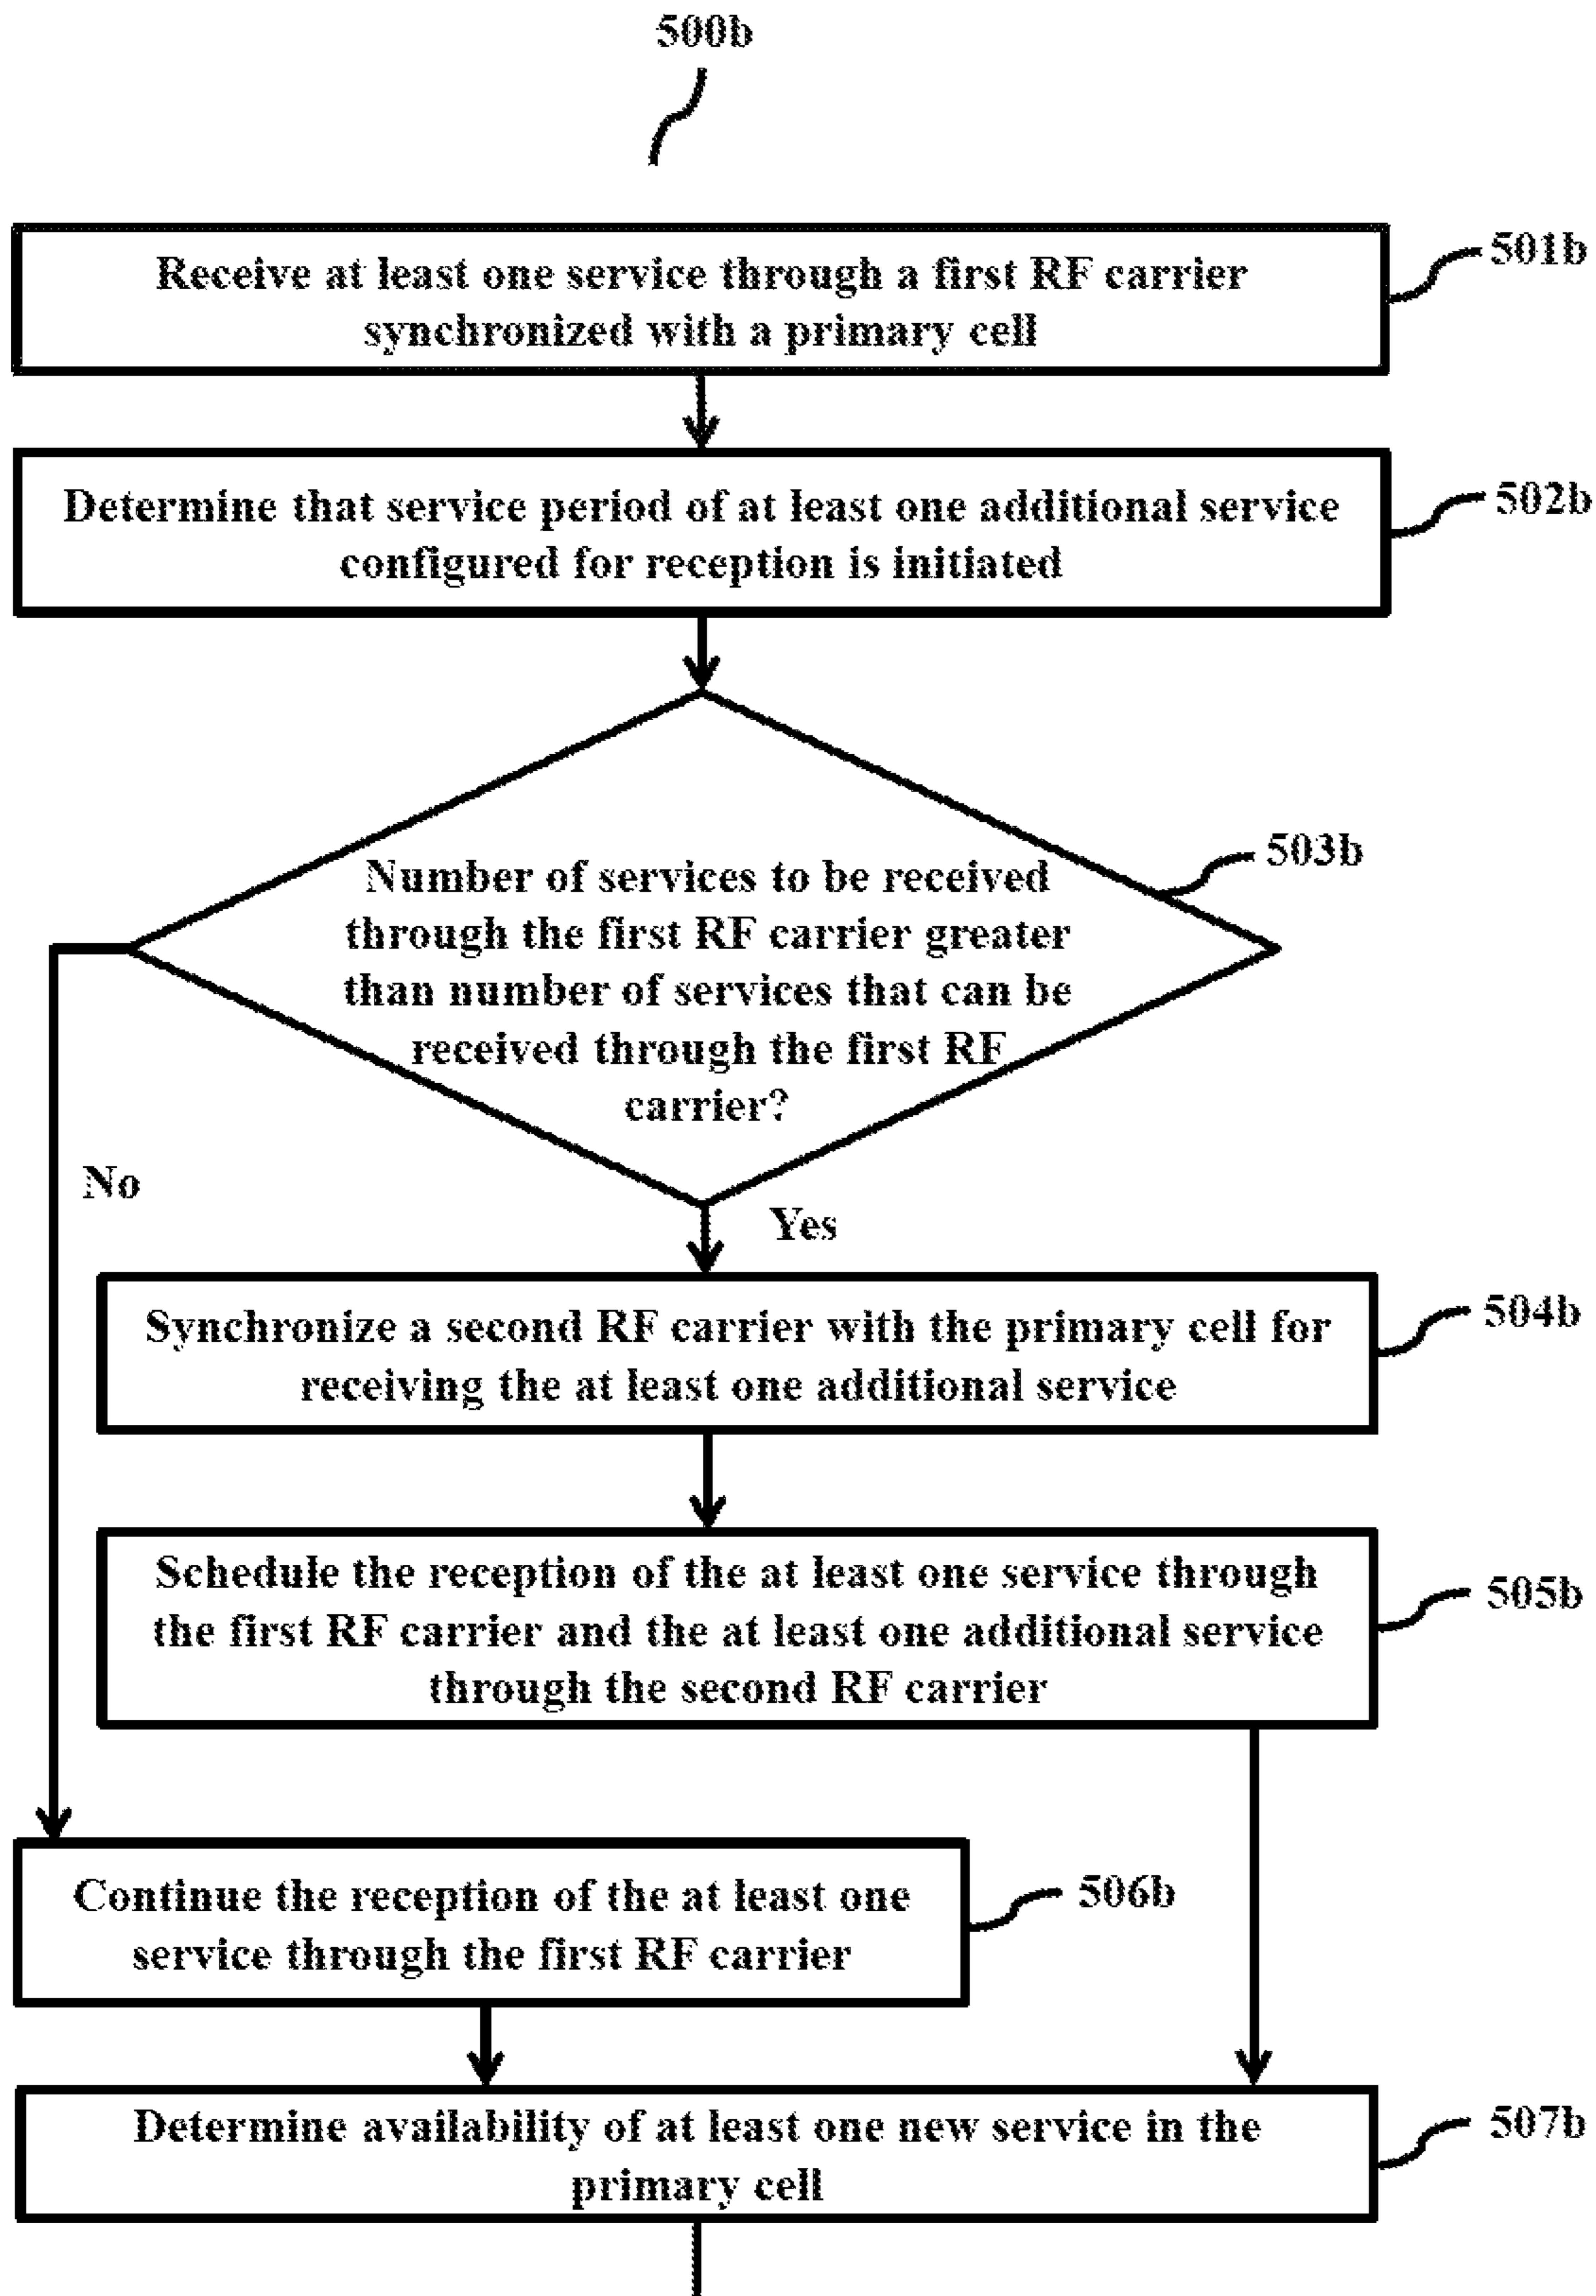 500b
Receive at least one service through a first RF carrier
synchronized with a primary cell
501b
Determine that service period of at least one additional service
configured for reception is initiated
502b
Number of services to be received
through the first RF carrier greater
than number of services that can be
received through the first RF
carrier?
503b
No
Yes
Synchronize a second RF carrier with the primary cell for
receiving the at least one additional service
504b
Schedule the reception of the at least one service through
the first RF carrier and the at least one additional service
through the second RF carrier
505b
Continue the reception of the at least one
service through the first RF carrier
506b
Determine availability of at least one new service in the
primary cell
507b